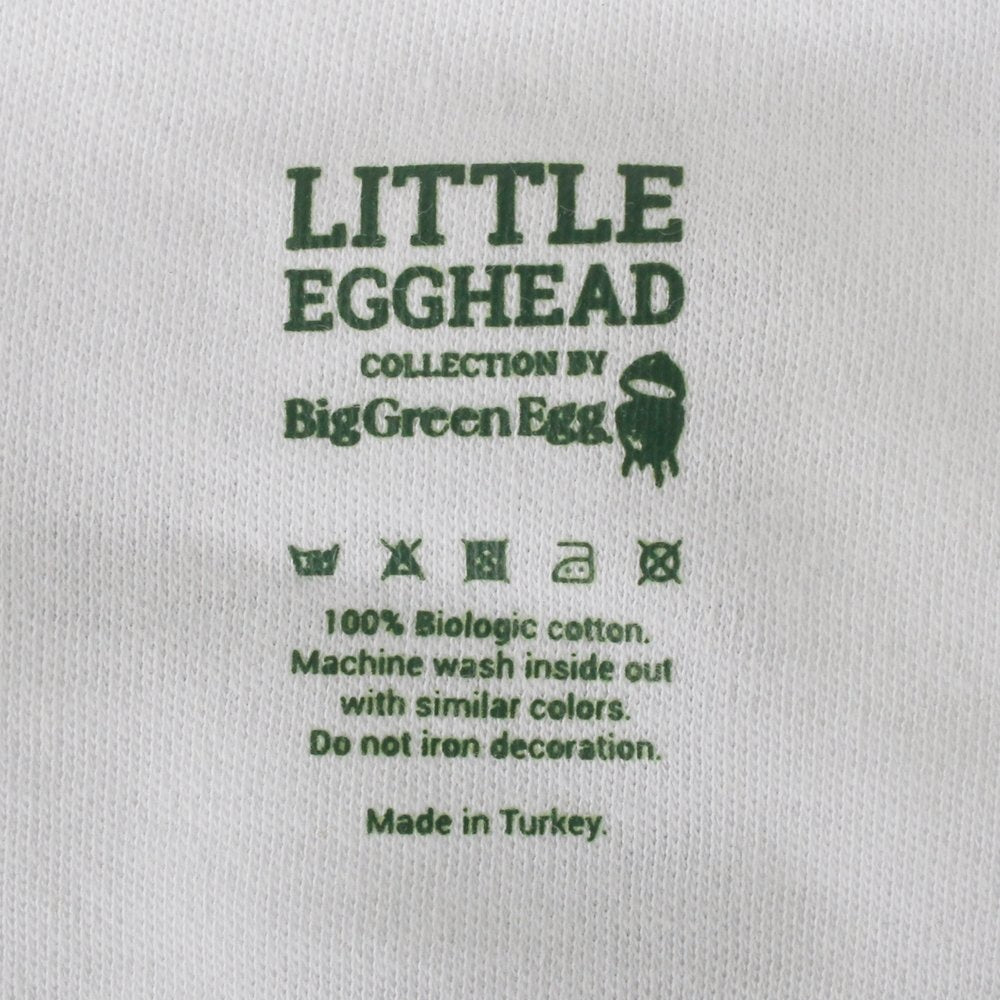 LITTLE
EGGHEAD
COLLECTION BY
Big Green Egg
100% Biologic cotton.
Machine wash inside out
with similar colors.
Do not iron decoration.
Made in Turkey.